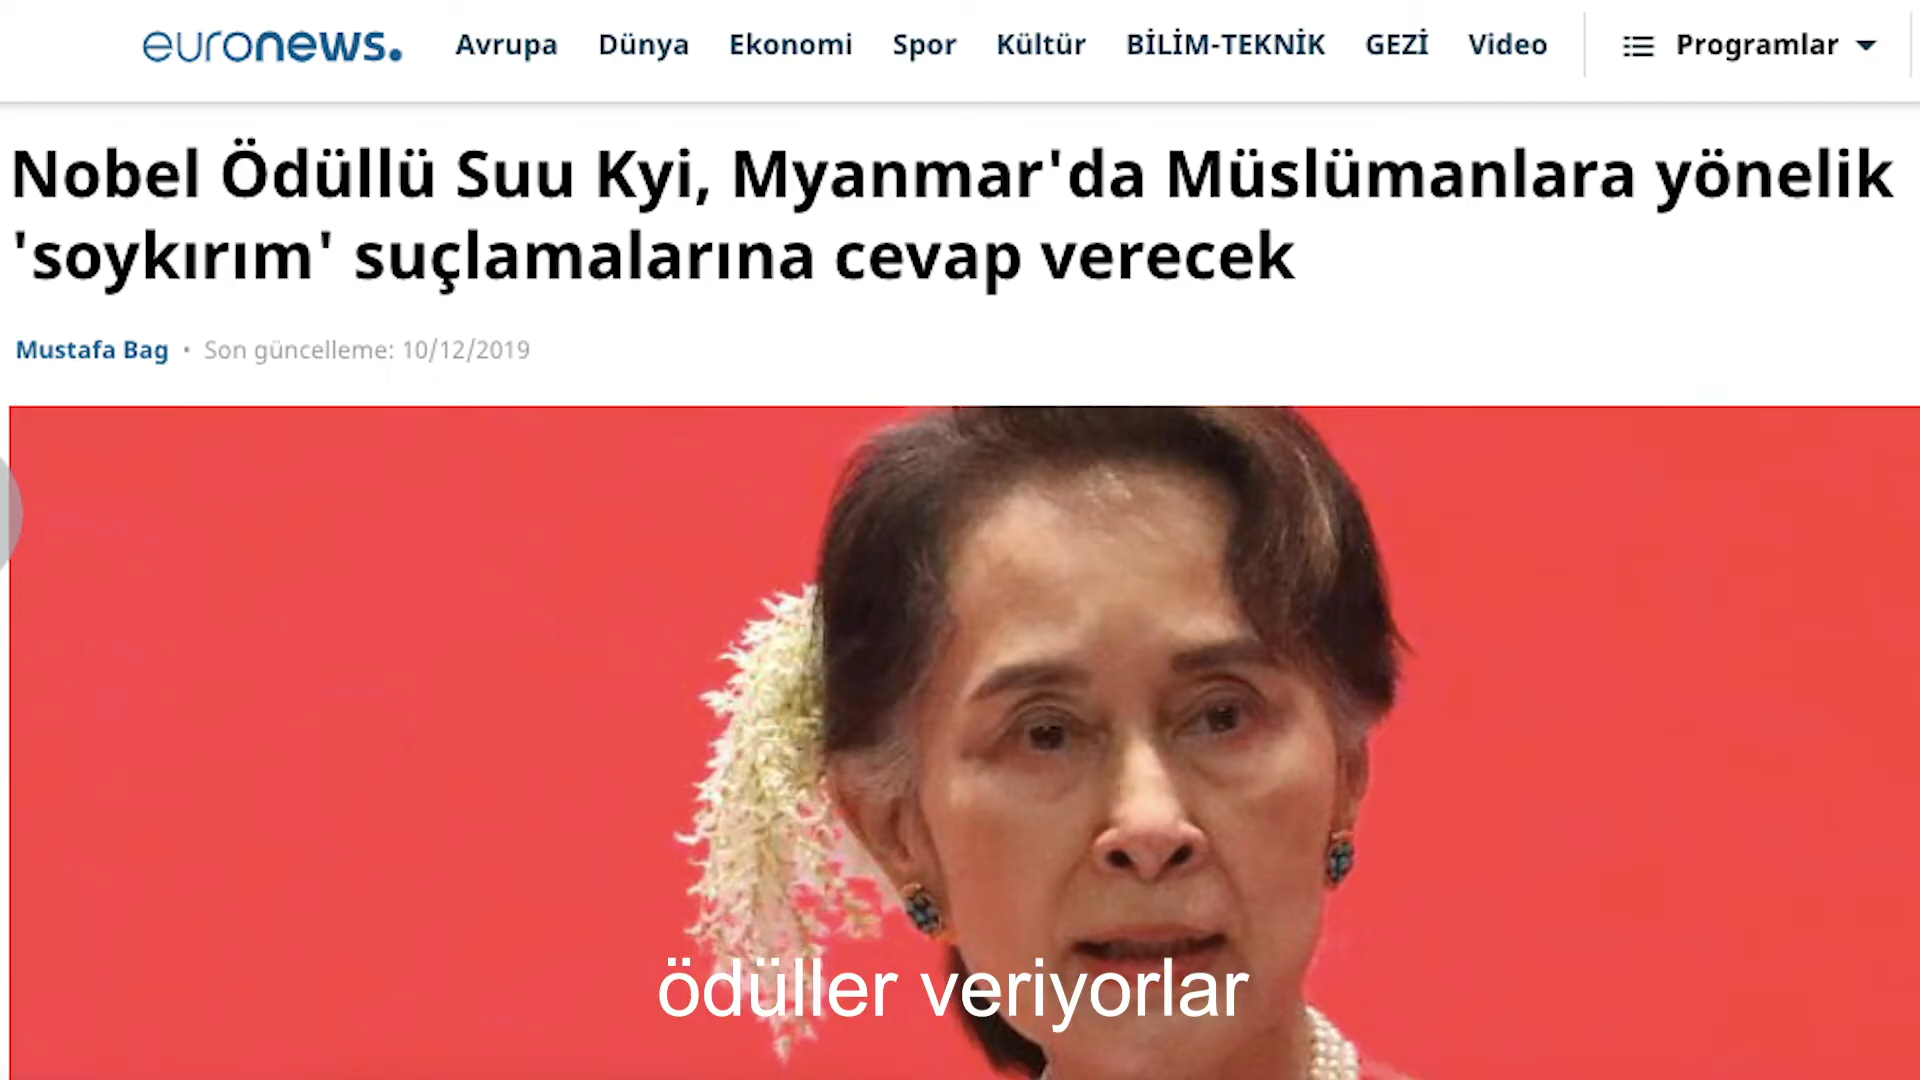 euronews. Avrupa Dünya Ekonomi Spor Kültür BİLİM-TEKNİK GEZİ Video Programlar
Nobel Ödüllü Suu Kyi, Myanmar'da Müslümanlara yönelik
'soykırım' suçlamalarına cevap verecek
Mustafa Bag • Son güncelleme: 10/12/2019
ödüller veriyorlar